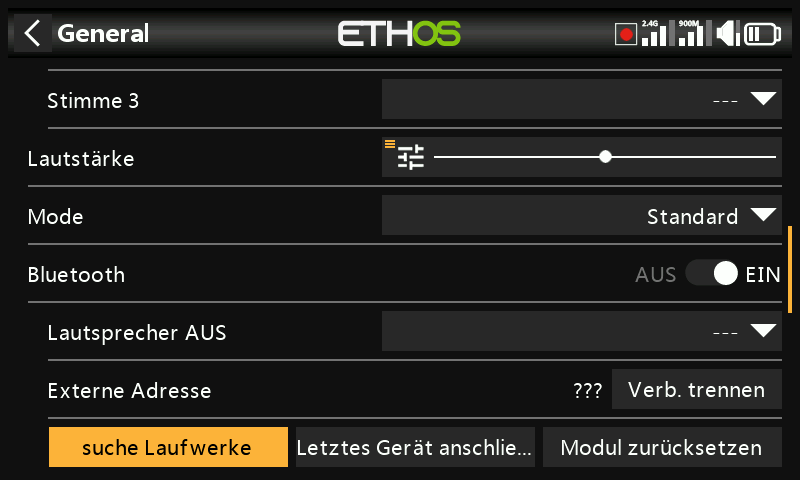 General
ETHOS
2.4G
900M
Stimme 3
---
Lautstärke
Mode
Standard
Bluetooth
AUS
EIN
Lautsprecher AUS
---
Externe Adresse
???
Verb. trennen
suche Laufwerke
Letztes Gerät anschlie...
Modul zurücksetzen